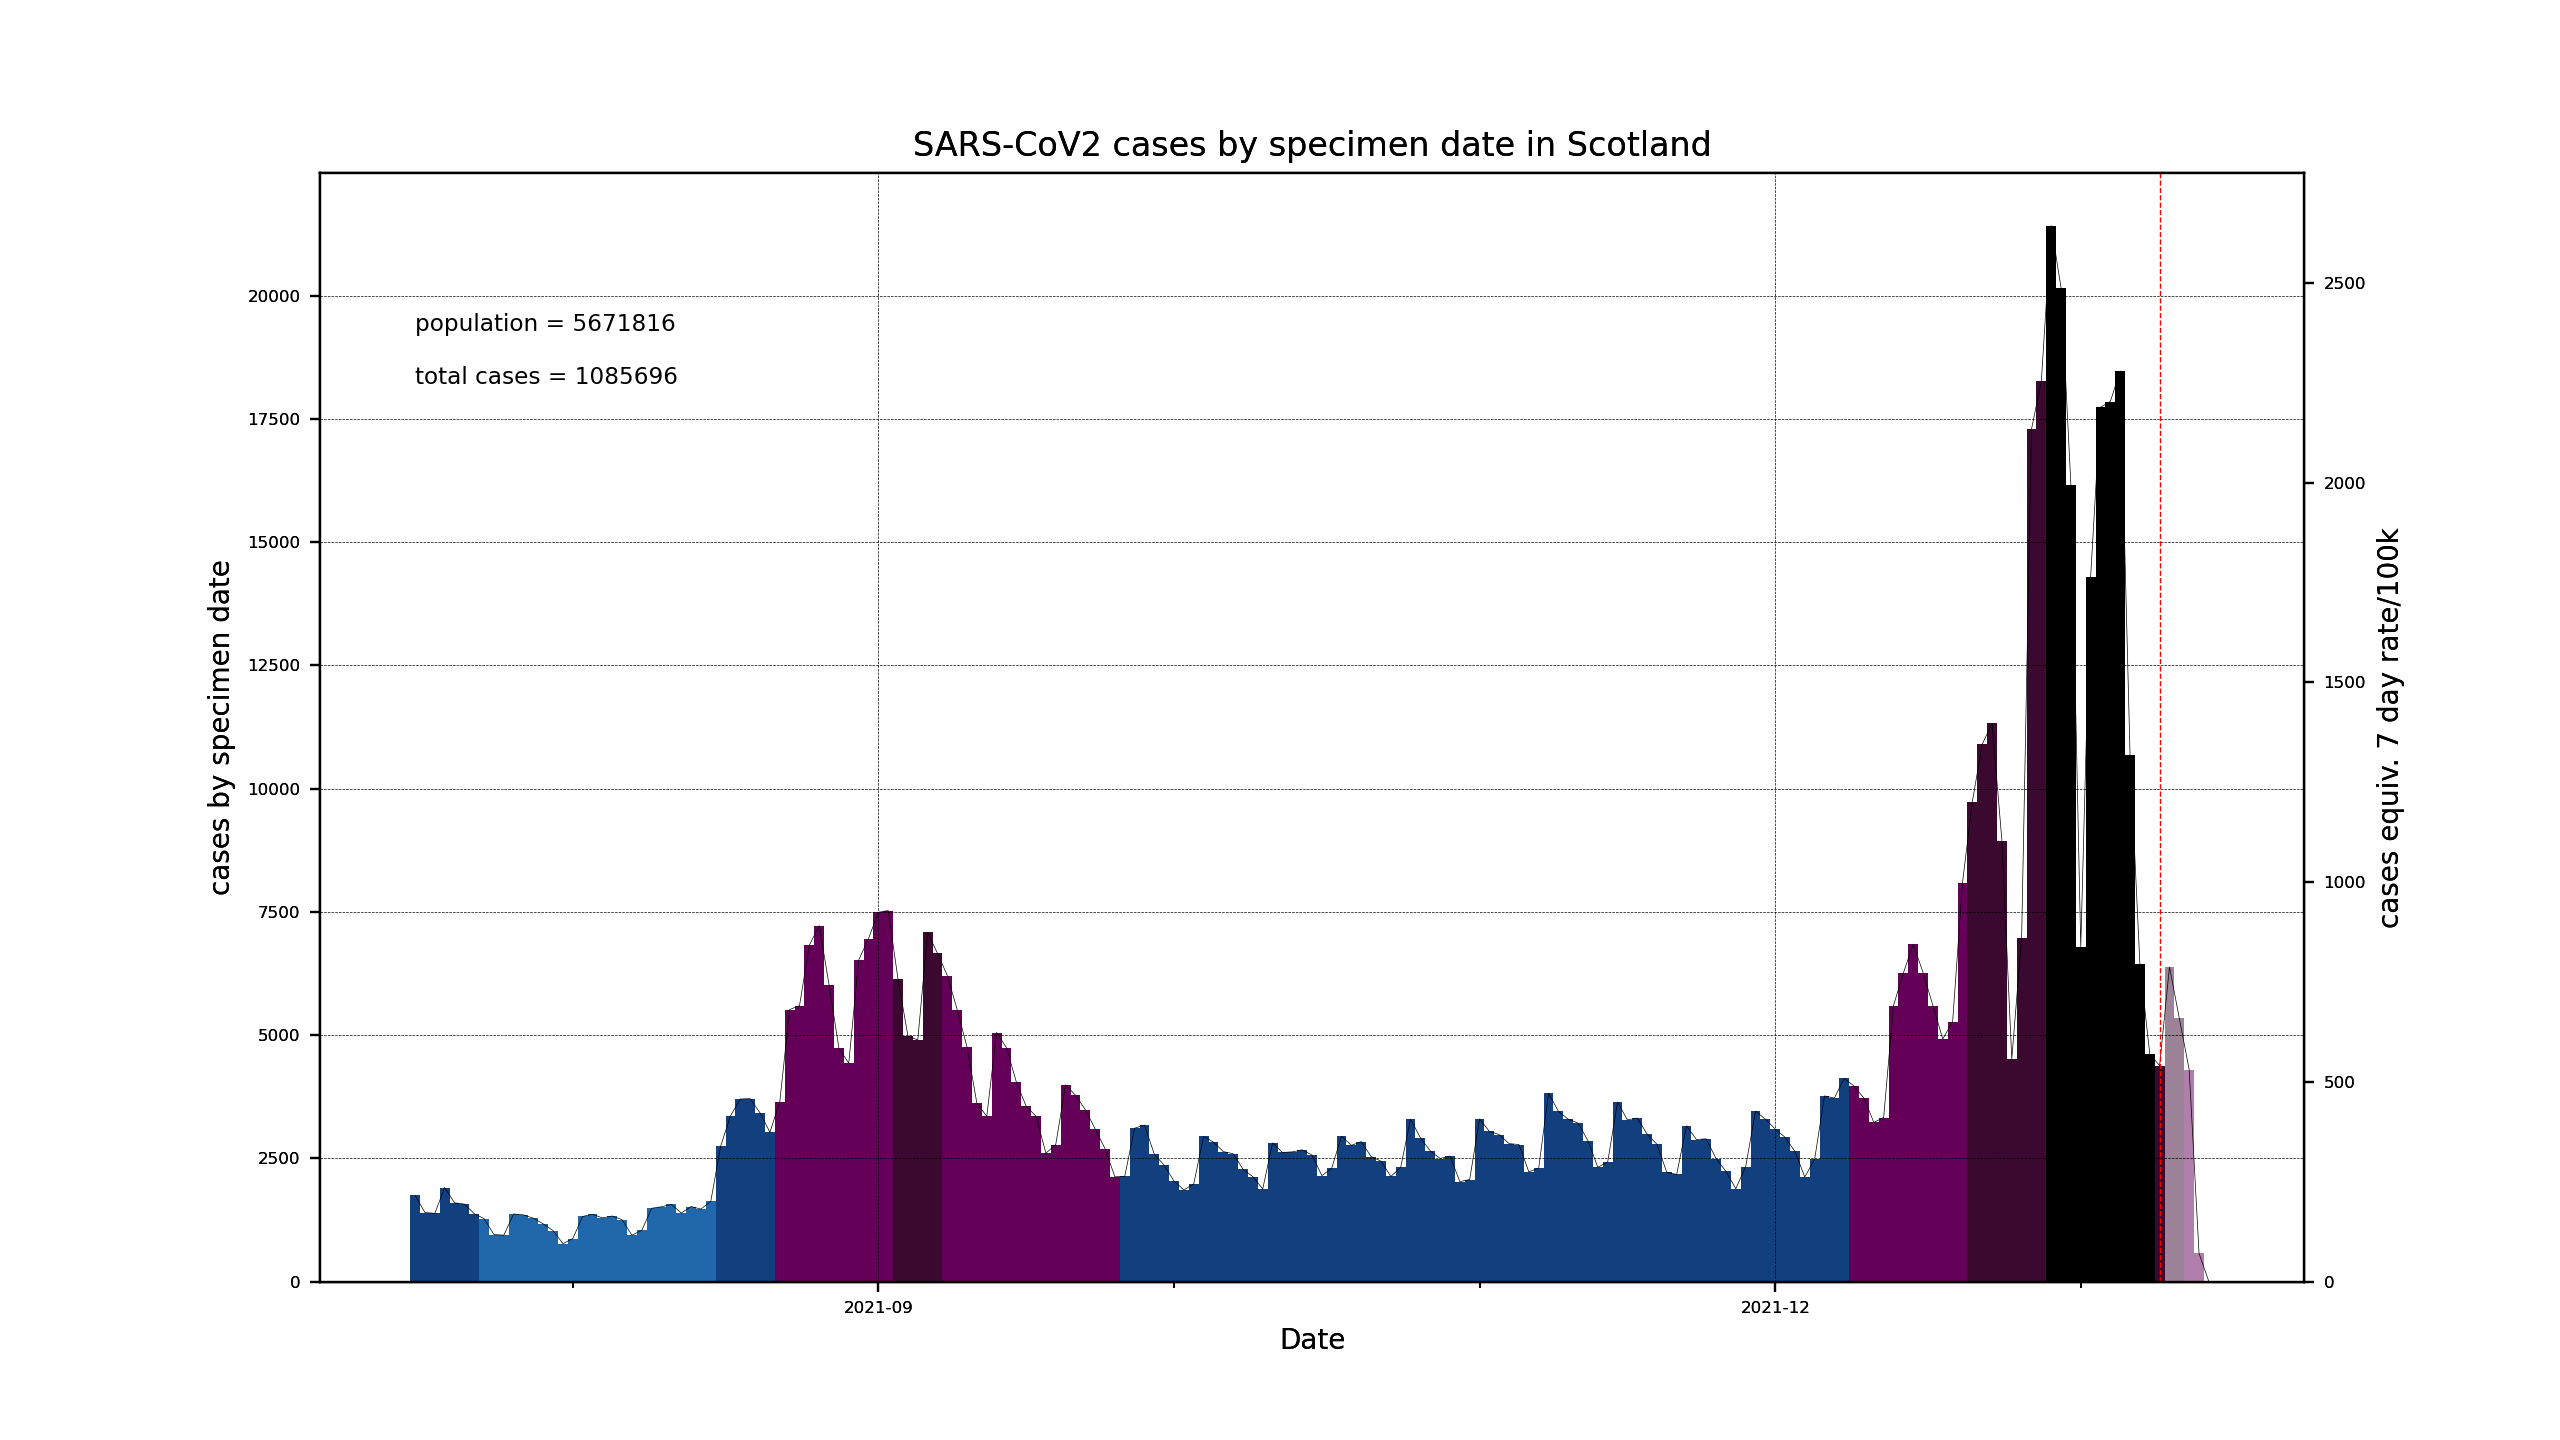 SARS-CoV2 cases by specimen date in Scotland
population = 5671816
total cases = 1085696
cases by specimen date
20000
17500
15000
12500
10000
7500
5000
2500
0
2500
2000
1500
1000
500
0
cases equiv. 7 day rate/100k
2021-09
2021-12
Date